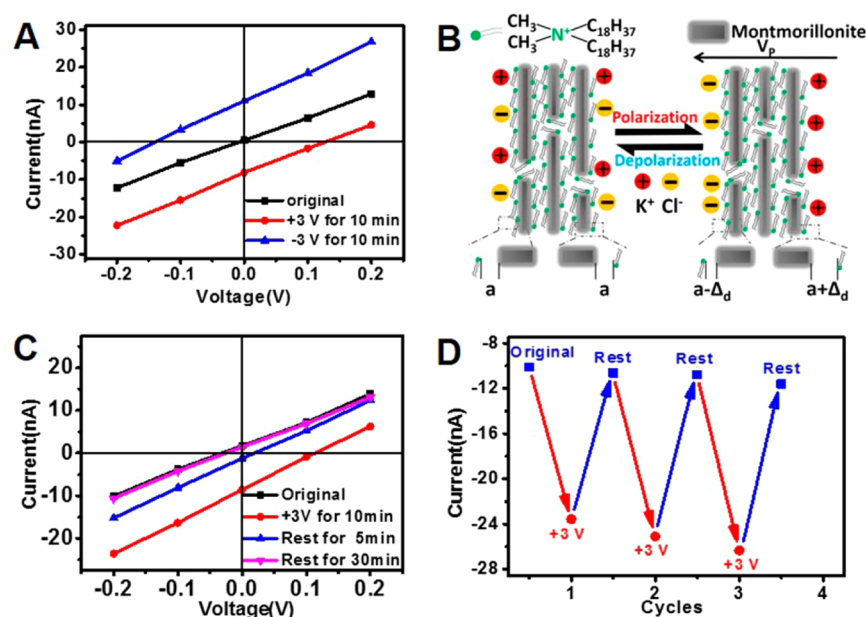 A
30
20
10
0
-10
-20
-30
Current(nA)
original
+3 V for 10 min
-3 V for 10 min
-0.2 -0.1 0.0 0.1 0.2
Voltage(V)
B
CH₃ C₁₈H₃₇
N⁺
CH₃ C₁₈H₃₇
Montmorillonite
Vₚ
Polarization
Depolarization
K⁺ Cl⁻
a a a-Δd a+Δd
C
20
10
0
-10
-20
Current(nA)
Original
+3V for 10min
Rest for 5min
Rest for 30min
-0.2 -0.1 0.0 0.1 0.2
Voltage(V)
D
-8
-12
-16
-20
-24
-28
Current(nA)
Original Rest Rest Rest
+3 V +3 V +3 V
1 2 3 4
Cycles